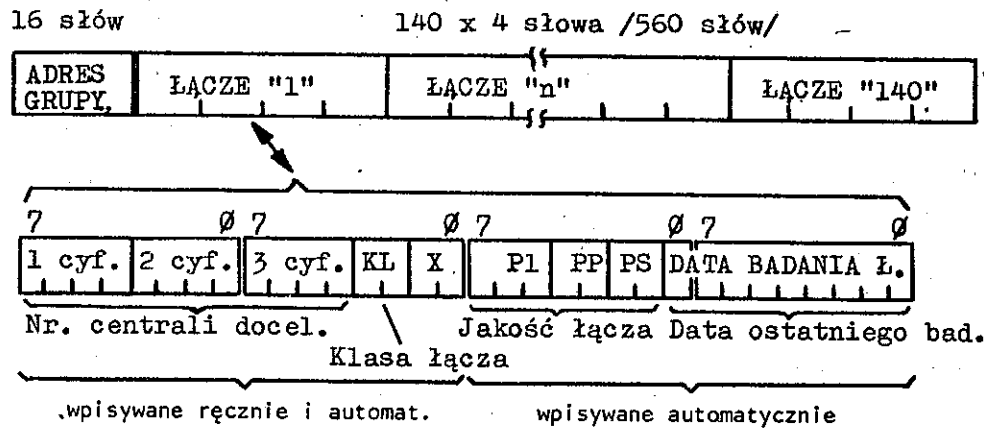 16 słów 140 x 4 słowa /560 słów/
ADRES GRUPY, ŁĄCZE "1" ŁĄCZE "n" ŁĄCZE "140"
7 Ø 7 Ø 7 Ø 7 Ø
1 cyf. 2 cyf. 3 cyf. KL X P1 PP PS DATA BADANIA Ł.
Nr. centrali docel. Jakość łącza Data ostatniego bad.
Klasa łącza
wpisywane ręcznie i automat. wpisywane automatycznie